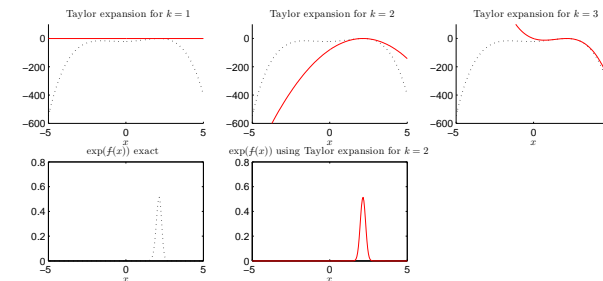 Taylor expansion for k = 1
0
−200
−400
−600
−5 0 5
x
Taylor expansion for k = 2
0
−200
−400
−600
−5 0 5
x
Taylor expansion for k = 3
0
−200
−400
−600
−5 0
x
exp(f(x)) exact
0.8
0.6
0.4
0.2
0
−5 0 5
x
exp(f(x)) using Taylor expansion for k = 2
0.8
0.6
0.4
0.2
0
−5 0 5
x